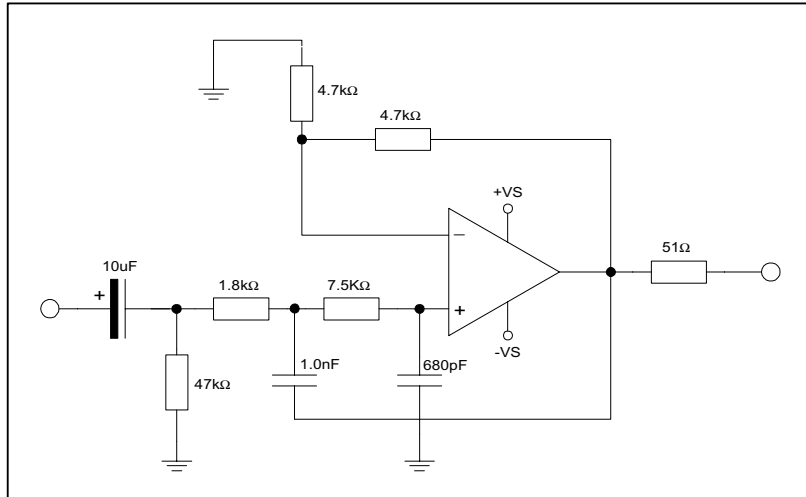 4.7kΩ
4.7kΩ
+VS
−
51Ω
10uF
+
1.8kΩ
7.5KΩ
+
-VS
1.0nF
680pF
47kΩ